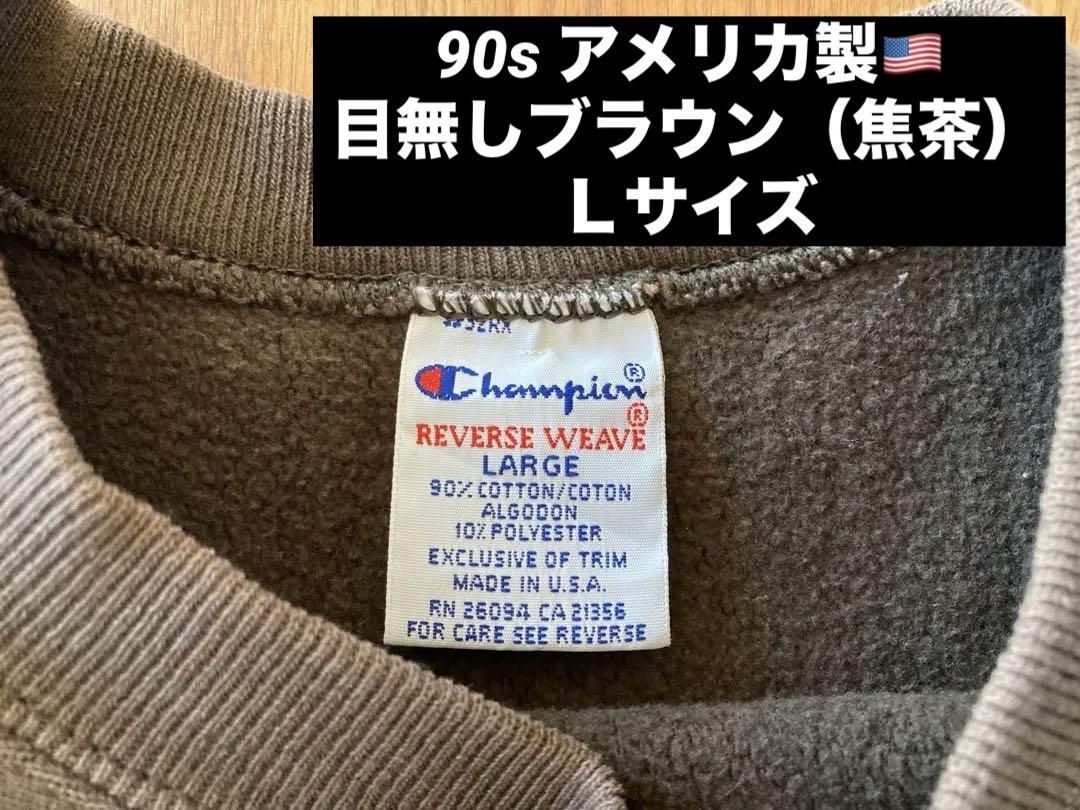 90s アメリカ製🇺🇸
目無しブラウン（焦茶）
Lサイズ
Champion®
REVERSE WEAVE®
LARGE
90% COTTON/COTON
ALGODON
10% POLYESTER
EXCLUSIVE OF TRIM
MADE IN U.S.A.
RN 26094 CA 21356
FOR CARE SEE REVERSE